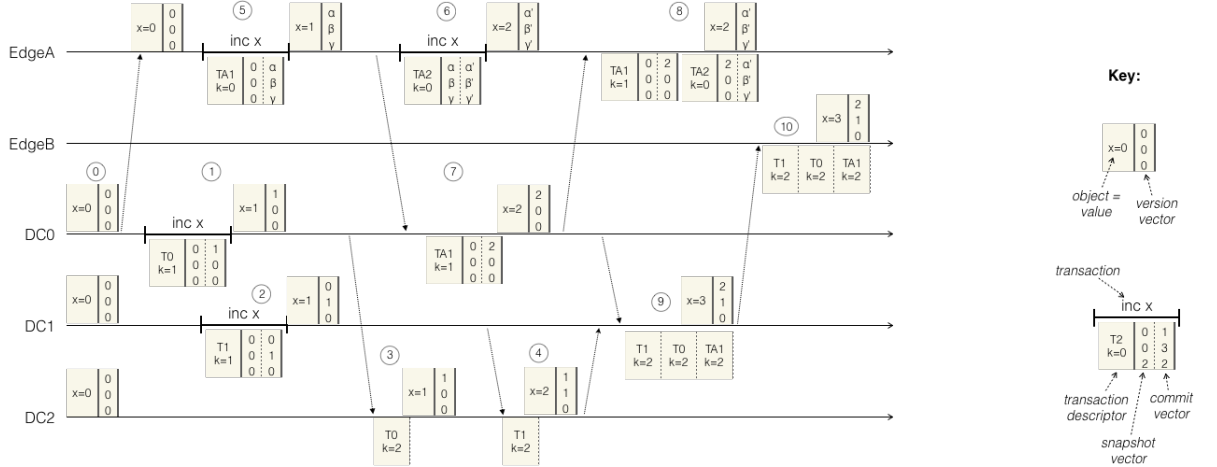 5
6
8
EdgeA
x=0
0
0
0
inc x
TA1
k=0
0
0
0
α
β
γ
x=1
α
β
γ
inc x
TA2
k=0
α
β
γ
α'
β'
γ'
x=2
α'
β'
γ'
TA1
k=1
0
0
0
2
0
0
TA2
k=0
2
0
0
α'
β'
γ'
x=2
α'
β'
γ'
EdgeB
10
T1
k=2
T0
k=2
TA1
k=2
x=3
2
1
0
0
1
7
DC0
x=0
0
0
0
inc x
T0
k=1
0
0
0
1
0
0
x=1
1
0
0
TA1
k=1
0
0
0
2
0
0
x=2
2
0
0
2
9
DC1
x=0
0
0
0
inc x
T1
k=1
0
0
0
0
1
0
x=1
0
1
0
T1
k=2
T0
k=2
TA1
k=2
x=3
2
1
0
3
4
DC2
x=0
0
0
0
T0
k=2
x=1
1
0
0
T1
k=2
x=2
1
1
0
Key:
x=0
0
0
0
object =
value
version
vector
transaction
inc x
T2
k=0
0
0
2
1
3
2
transaction
descriptor
commit
vector
snapshot
vector